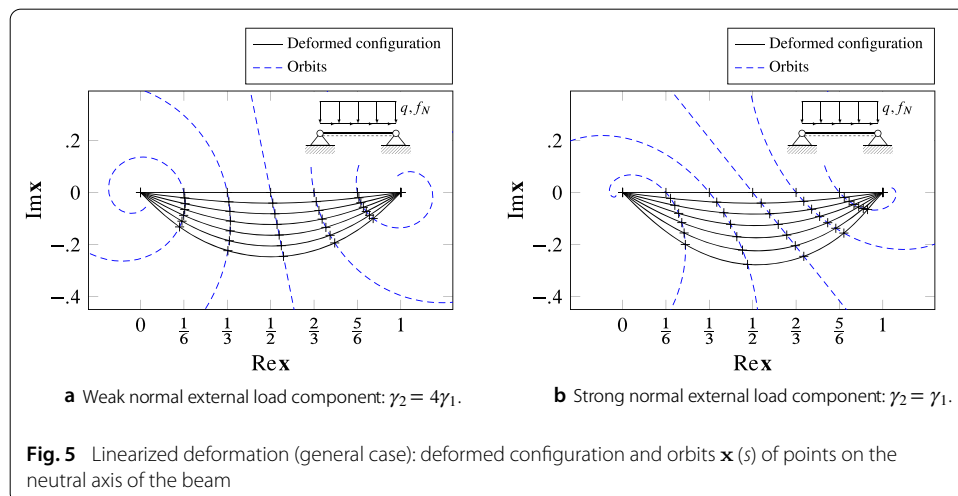 Deformed configuration
Orbits
q, f_N
.2
0
−.2
−.4
Im x
0 1/6 1/3 1/2 2/3 5/6 1
Re x
a Weak normal external load component: γ₂ = 4γ₁.
Deformed configuration
Orbits
q, f_N
.2
0
−.2
−.4
Im x
0 1/6 1/3 1/2 2/3 5/6 1
Re x
b Strong normal external load component: γ₂ = γ₁.
Fig. 5 Linearized deformation (general case): deformed configuration and orbits x (s) of points on the
neutral axis of the beam